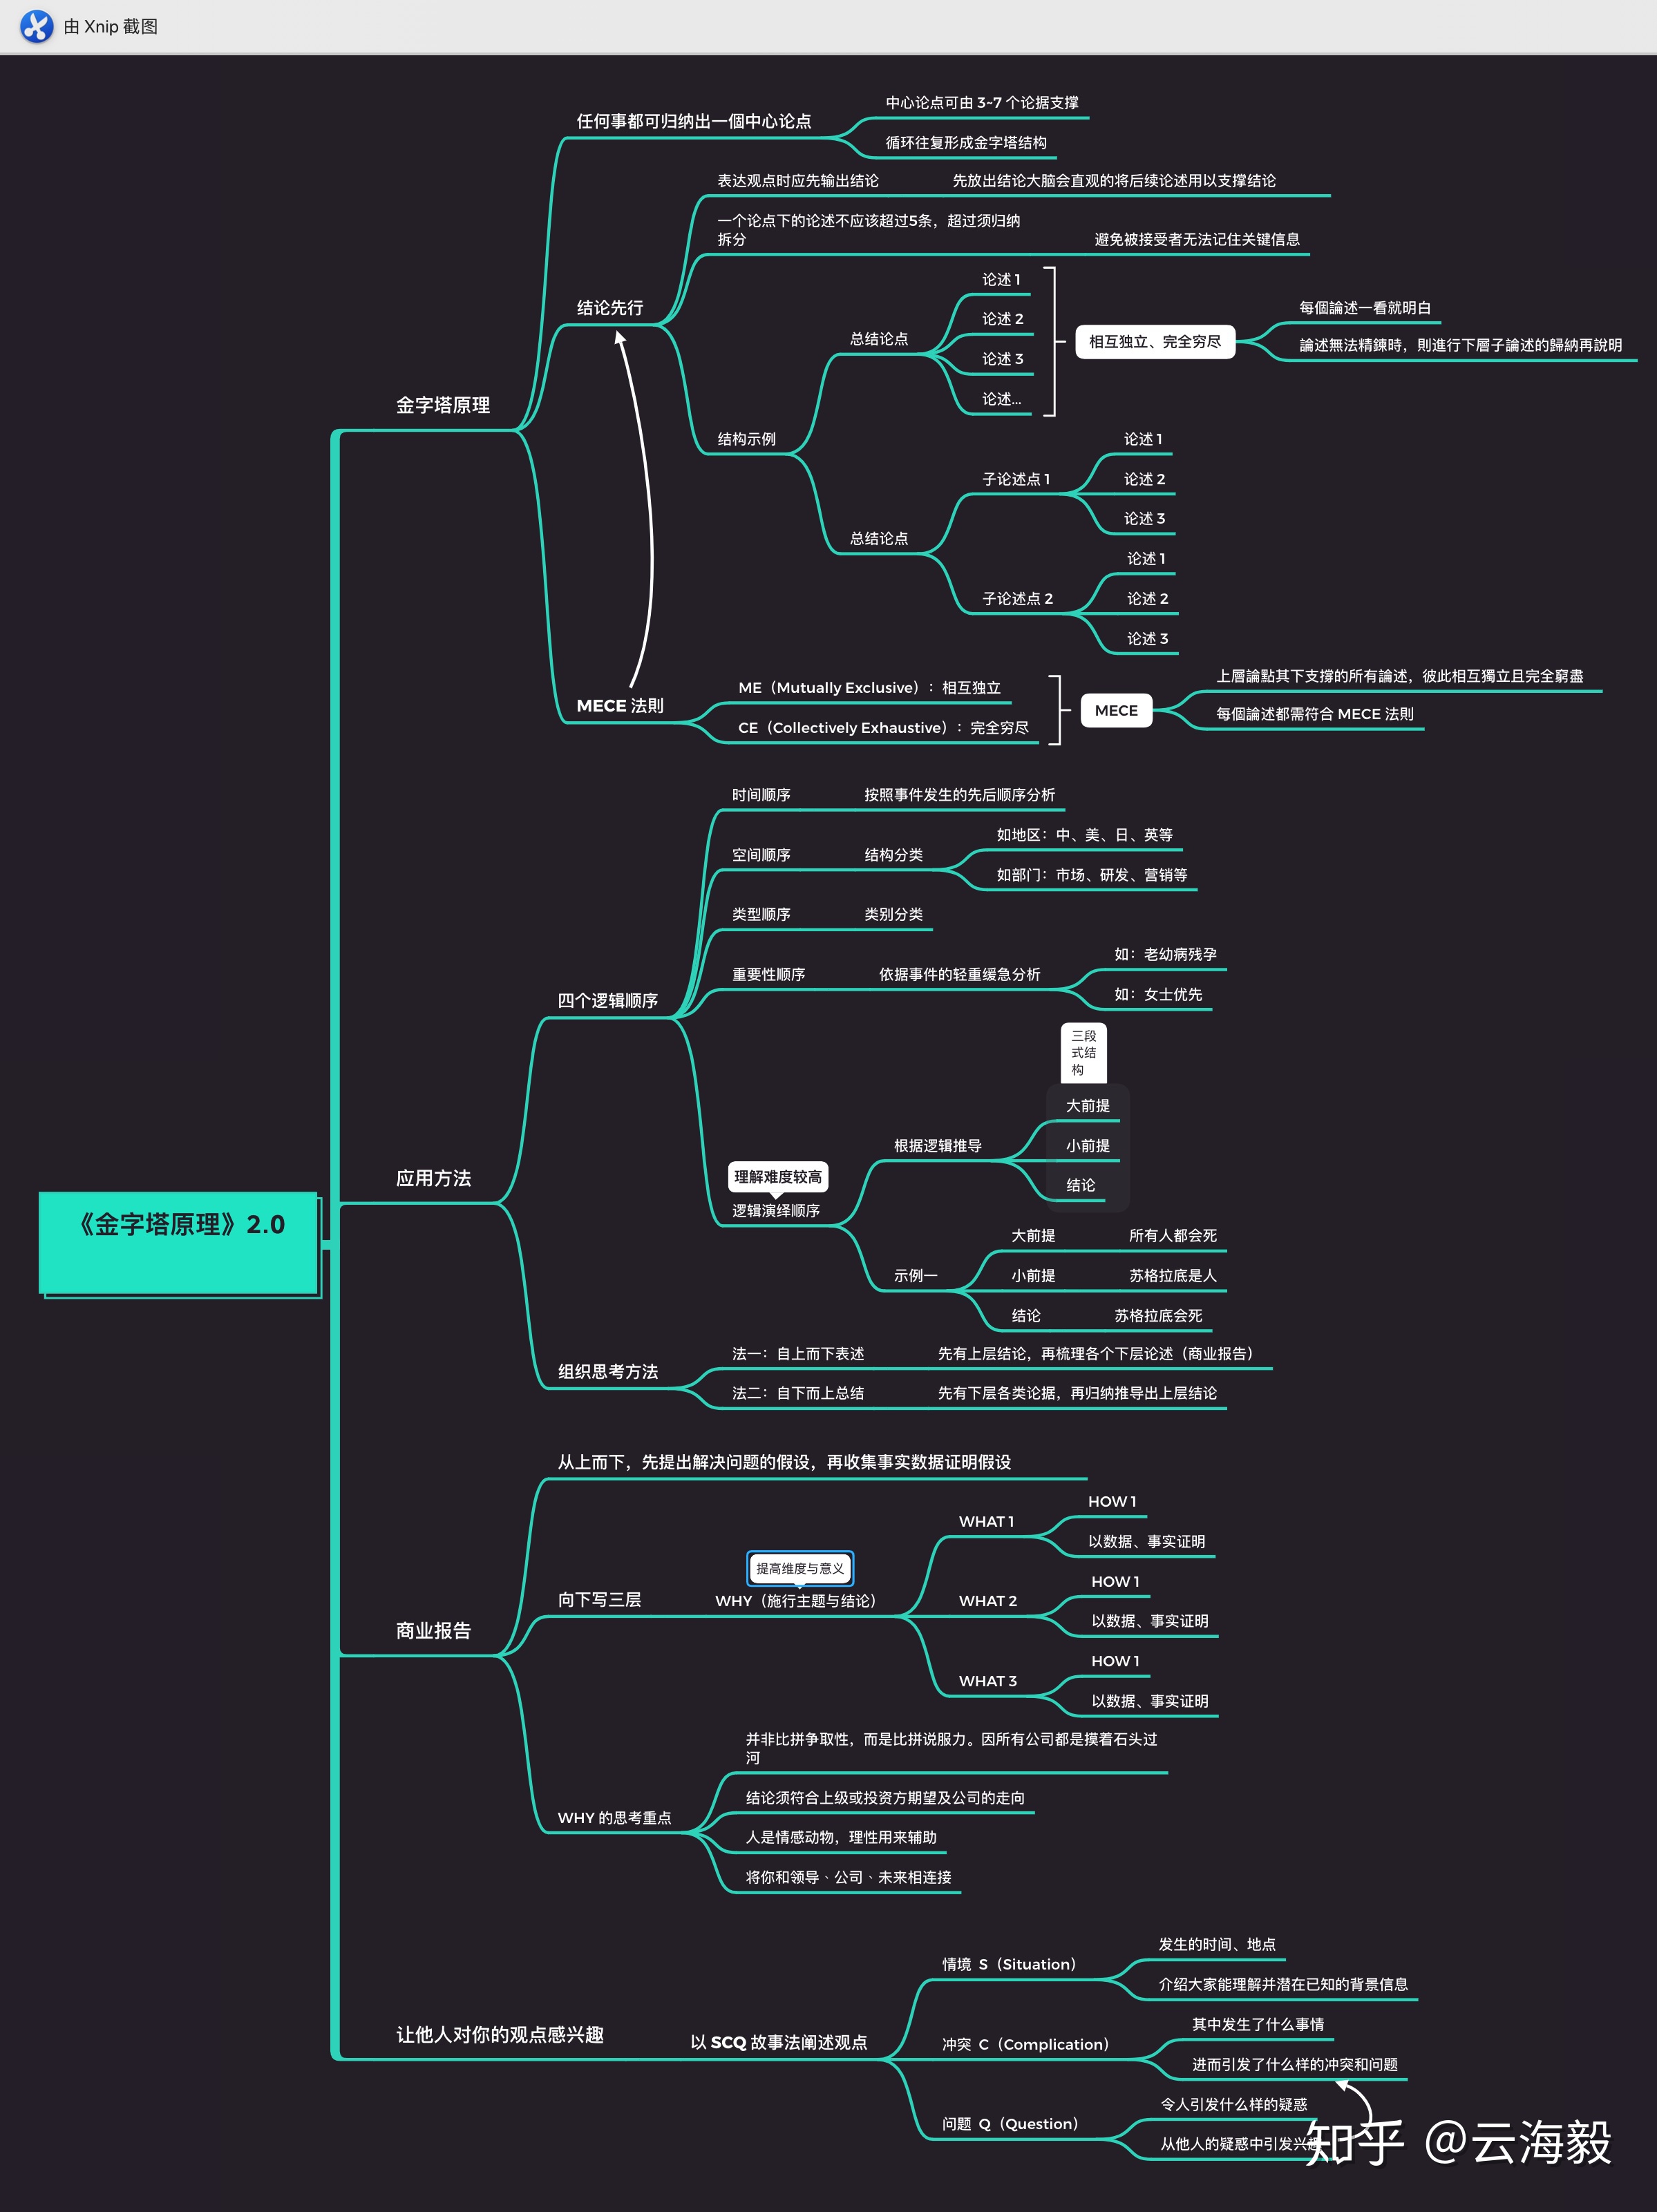 由 Xnip 截图
《金字塔原理》2.0
金字塔原理
任何事都可归纳出一個中心论点
中心论点可由 3~7 个论据支撑
循环往复形成金字塔结构
结论先行
表达观点时应先输出结论
先放出结论大脑会直观的将后续论述用以支撑结论
一个论点下的论述不应该超过5条，超过须归纳
拆分
避免被接受者无法记住关键信息
结构示例
总结论点
论述 1
论述 2
论述 3
论述...
相互独立、完全穷尽
每個論述一看就明白
論述無法精鍊時，則進行下層子論述的歸納再說明
总结论点
子论述点 1
论述 1
论述 2
论述 3
子论述点 2
论述 1
论述 2
论述 3
MECE 法則
ME（Mutually Exclusive）：相互独立
CE（Collectively Exhaustive）：完全穷尽
MECE
上層論點其下支撐的所有論述，彼此相互獨立且完全窮盡
每個論述都需符合 MECE 法則
应用方法
四个逻辑顺序
时间顺序
按照事件发生的先后顺序分析
空间顺序
结构分类
如地区：中、美、日、英等
如部门：市场、研发、营销等
类型顺序
类别分类
重要性顺序
依据事件的轻重缓急分析
如：老幼病残孕
如：女士优先
理解难度较高
逻辑演绎顺序
根据逻辑推导
三段
式结
构
大前提
小前提
结论
示例一
大前提
所有人都会死
小前提
苏格拉底是人
结论
苏格拉底会死
组织思考方法
法一：自上而下表述
先有上层结论，再梳理各个下层论述（商业报告）
法二：自下而上总结
先有下层各类论据，再归纳推导出上层结论
商业报告
从上而下，先提出解决问题的假设，再收集事实数据证明假设
向下写三层
提高维度与意义
WHY（施行主题与结论）
WHAT 1
HOW 1
以数据、事实证明
WHAT 2
HOW 1
以数据、事实证明
WHAT 3
HOW 1
以数据、事实证明
WHY 的思考重点
并非比拼争取性，而是比拼说服力。因所有公司都是摸着石头过
河
结论须符合上级或投资方期望及公司的走向
人是情感动物，理性用来辅助
将你和领导、公司、未来相连接
让他人对你的观点感兴趣
以 SCQ 故事法阐述观点
情境 S（Situation）
发生的时间、地点
介绍大家能理解并潜在已知的背景信息
冲突 C（Complication）
其中发生了什么事情
进而引发了什么样的冲突和问题
问题 Q（Question）
令人引发什么样的疑惑
从他人的疑惑中引发兴趣
知乎 @云海毅